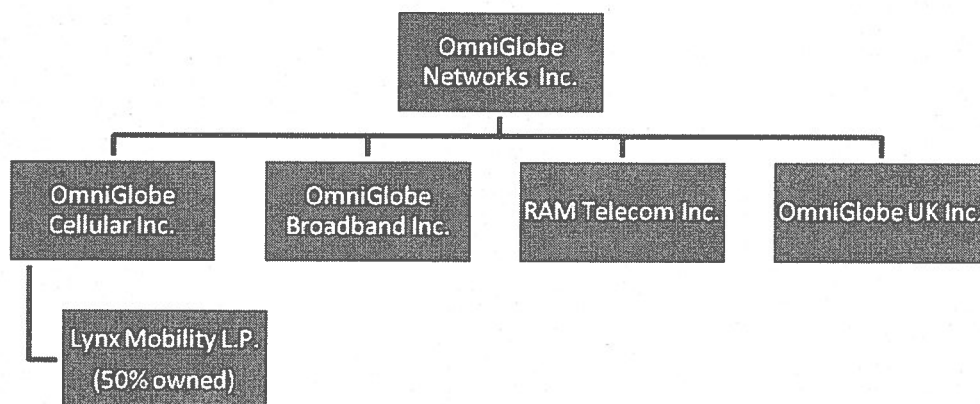 OmniGlobe
Networks Inc.
OmniGlobe
Cellular Inc.
OmniGlobe
Broadband Inc.
RAM Telecom Inc.
OmniGlobe UK Inc
Lynx Mobility L.P.
(50% owned)